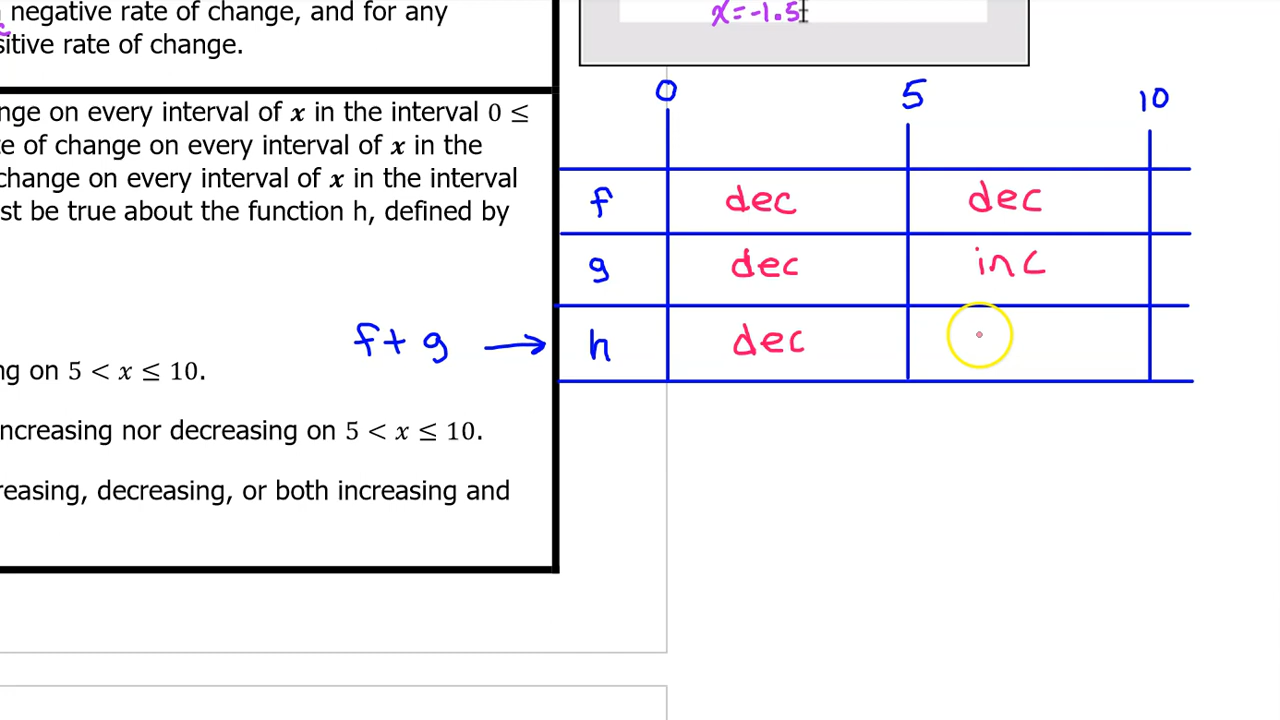 negative rate of change, and for any
sitive rate of change.
x=-1.5
nge on every interval of x in the interval 0 ≤
te of change on every interval of x in the
change on every interval of x in the interval
st be true about the function h, defined by
ng on 5 < x ≤ 10.
ncreasing nor decreasing on 5 < x ≤ 10.
reasing, decreasing, or both increasing and
0 5 10
f dec dec
g dec inc
f+g → h dec